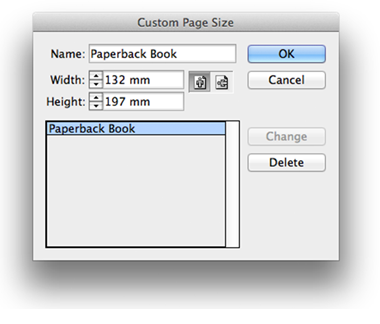 Custom Page Size
Name: Paperback Book
OK
Width: 132 mm
Cancel
Height: 197 mm
Paperback Book
Change
Delete